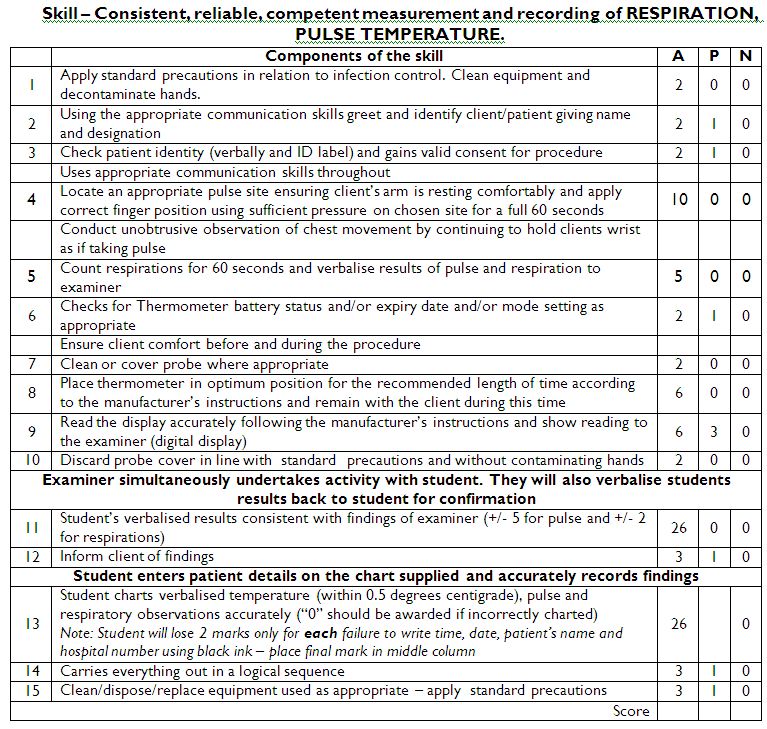 Skill – Consistent, reliable, competent measurement and recording of RESPIRATION,
PULSE TEMPERATURE.
Components of the skill A P N
1 Apply standard precautions in relation to infection control. Clean equipment and
decontaminate hands. 2 0 0
2 Using the appropriate communication skills greet and identify client/patient giving name
and designation 2 1 0
3 Check patient identity (verbally and ID label) and gains valid consent for procedure 2 1 0
Uses appropriate communication skills throughout
4 Locate an appropriate pulse site ensuring client's arm is resting comfortably and apply
correct finger position using sufficient pressure on chosen site for a full 60 seconds 10 0 0
Conduct unobtrusive observation of chest movement by continuing to hold clients wrist
as if taking pulse
5 Count respirations for 60 seconds and verbalise results of pulse and respiration to
examiner 5 0 0
6 Checks for Thermometer battery status and/or expiry date and/or mode setting as
appropriate 2 1 0
Ensure client comfort before and during the procedure
7 Clean or cover probe where appropriate 2 0 0
8 Place thermometer in optimum position for the recommended length of time according
to the manufacturer's instructions and remain with the client during this time 6 0 0
9 Read the display accurately following the manufacturer's instructions and show reading to
the examiner (digital display) 6 3 0
10 Discard probe cover in line with standard precautions and without contaminating hands 2 0 0
Examiner simultaneously undertakes activity with student. They will also verbalise students
results back to student for confirmation
11 Student's verbalised results consistent with findings of examiner (+/- 5 for pulse and +/- 2
for respirations) 26 0 0
12 Inform client of findings 3 1 0
Student enters patient details on the chart supplied and accurately records findings
13 Student charts verbalised temperature (within 0.5 degrees centigrade), pulse and
respiratory observations accurately ("0" should be awarded if incorrectly charted)
Note: Student will lose 2 marks only for each failure to write time, date, patient's name and
hospital number using black ink – place final mark in middle column 26 0
14 Carries everything out in a logical sequence 3 1 0
15 Clean/dispose/replace equipment used as appropriate – apply standard precautions 3 1 0
Score